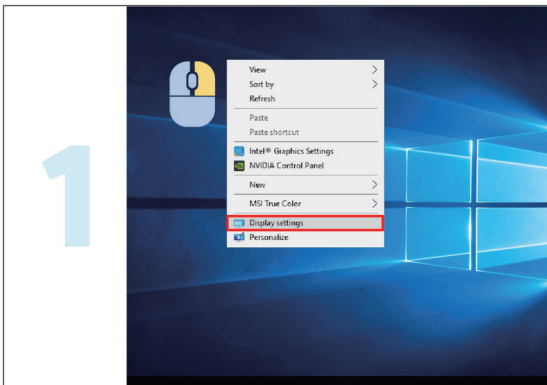 1
View
Sort by
Refresh
Paste
Paste shortcut
Intel® Graphics Settings
NVIDIA Control Panel
New
MSI True Color
Display settings
Personalize